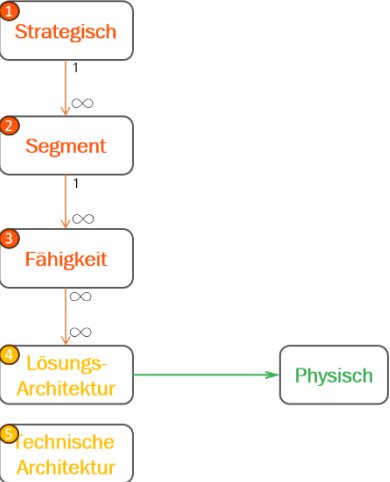 1
Strategisch
1
∞
2
Segment
1
∞
3
Fähigkeit
∞
∞
4
Lösungs-
Architektur
Physisch
5
Technische
Architektur